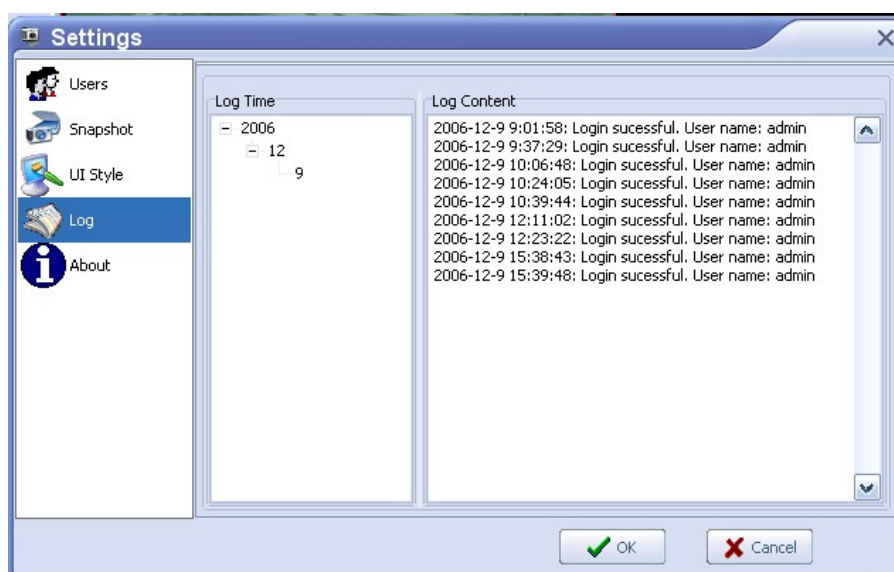 Settings
Users
Snapshot
UI Style
Log
About
Log Time
2006
12
9
Log Content
2006-12-9 9:01:58: Login sucessful. User name: admin
2006-12-9 9:37:29: Login sucessful. User name: admin
2006-12-9 10:06:48: Login sucessful. User name: admin
2006-12-9 10:24:05: Login sucessful. User name: admin
2006-12-9 10:39:44: Login sucessful. User name: admin
2006-12-9 12:11:02: Login sucessful. User name: admin
2006-12-9 12:23:22: Login sucessful. User name: admin
2006-12-9 15:38:43: Login sucessful. User name: admin
2006-12-9 15:39:48: Login sucessful. User name: admin
OK
Cancel